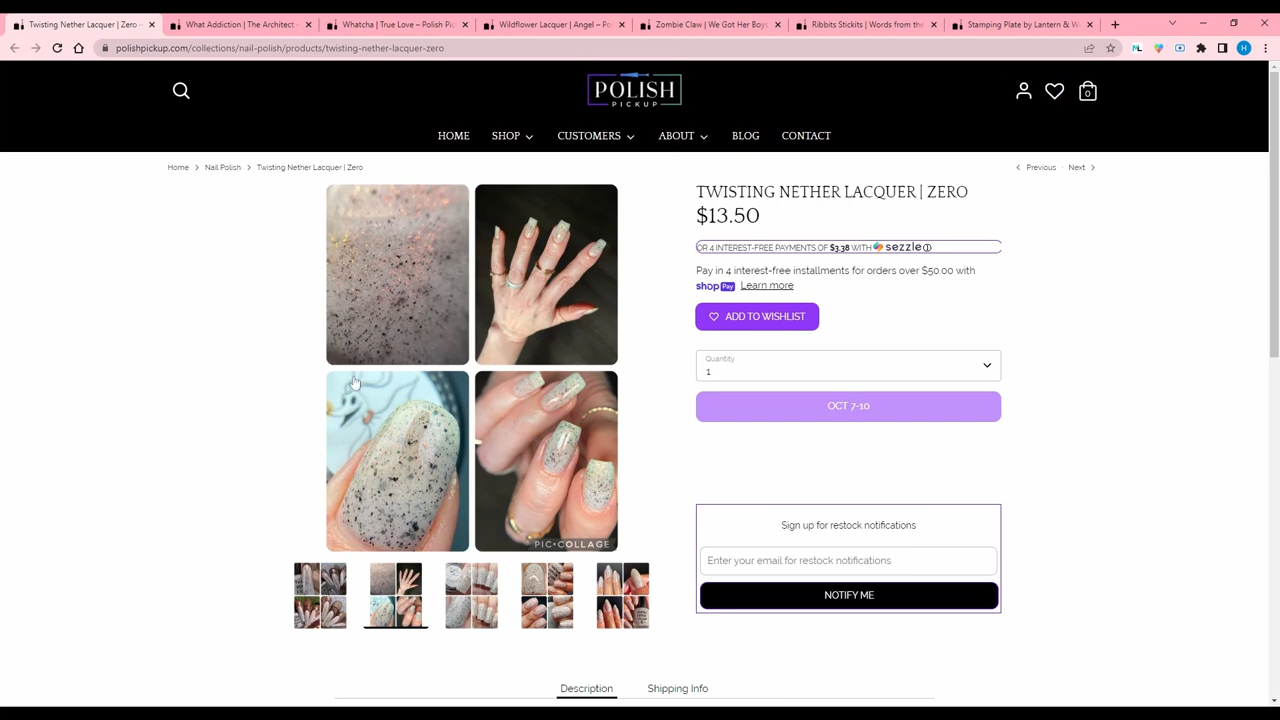 Twisting Nether Lacquer | Zero –
What Addiction | The Architect –
Whatcha | True Love – Polish Pic
Wildflower Lacquer | Angel – Po
Zombie Claw | We Got Her Boys
Ribbits Stickits | Words from the
Stamping Plate by Lantern & W
polishpickup.com/collections/nail-polish/products/twisting-nether-lacquer-zero
ML
H
POLISH
PICKUP
0
HOME
SHOP
CUSTOMERS
ABOUT
BLOG
CONTACT
Home > Nail Polish > Twisting Nether Lacquer | Zero
< Previous · Next >
TWISTING NETHER LACQUER | ZERO
$13.50
OR 4 INTEREST-FREE PAYMENTS OF $3.38 WITH sezzle
Pay in 4 interest-free installments for orders over $50.00 with
shop Pay Learn more
ADD TO WISHLIST
Quantity
1
OCT 7-10
PIC•COLLAGE
Sign up for restock notifications
Enter your email for restock notifications
NOTIFY ME
Description
Shipping Info